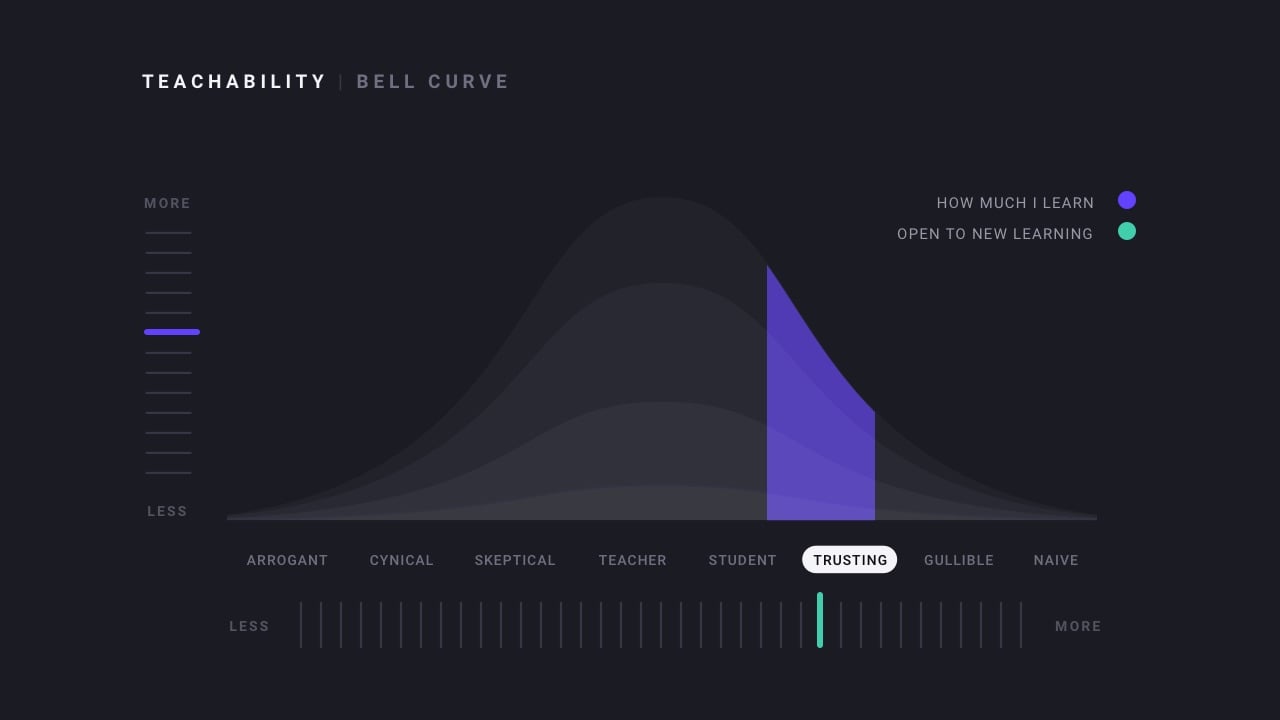 TEACHABILITY | BELL CURVE
MORE
HOW MUCH I LEARN
OPEN TO NEW LEARNING
LESS
ARROGANT CYNICAL SKEPTICAL TEACHER STUDENT TRUSTING GULLIBLE NAIVE
LESS MORE